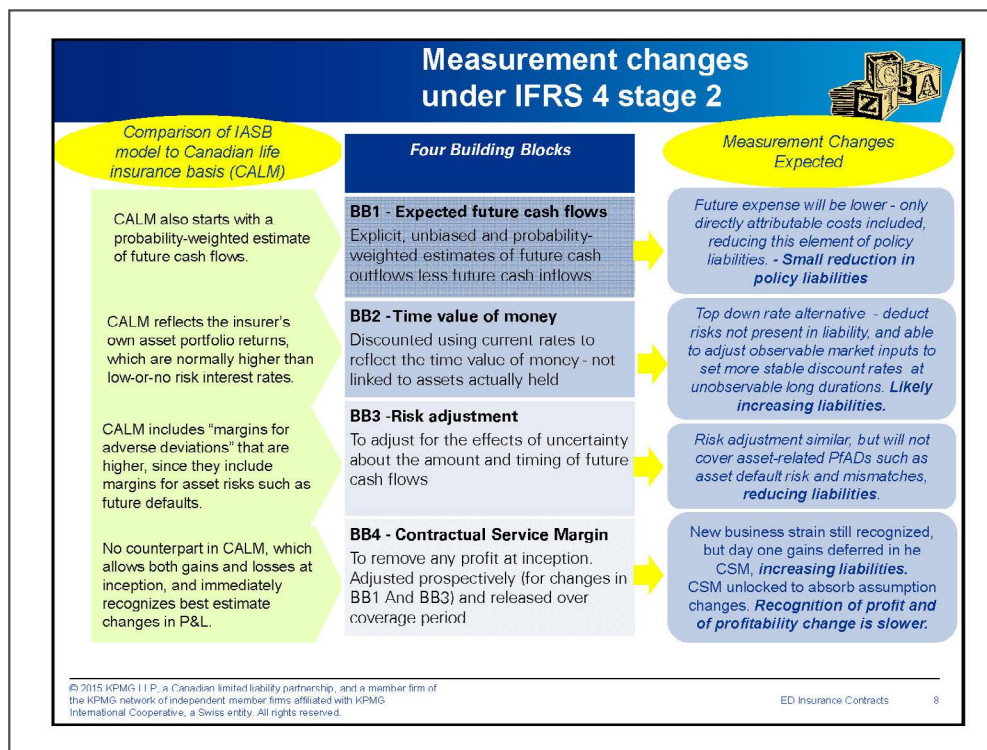 Measurement changes
under IFRS 4 stage 2
Comparison of IASB
model to Canadian life
insurance basis (CALM)
Four Building Blocks
Measurement Changes
Expected
CALM also starts with a
probability-weighted estimate
of future cash flows.
BB1 - Expected future cash flows
Explicit, unbiased and probability-
weighted estimates of future cash
outflows less future cash inflows
Future expense will be lower - only
directly attributable costs included,
reducing this element of policy
liabilities. - Small reduction in
policy liabilities
CALM reflects the insurer's
own asset portfolio returns,
which are normally higher than
low-or-no risk interest rates.
BB2 - Time value of money
Discounted using current rates to
reflect the time value of money - not
linked to assets actually held
Top down rate alternative - deduct
risks not present in liability, and able
to adjust observable market inputs to
set more stable discount rates at
unobservable long durations. Likely
increasing liabilities.
CALM includes “margins for
adverse deviations” that are
higher, since they include
margins for asset risks such as
future defaults.
BB3 -Risk adjustment
To adjust for the effects of uncertainty
about the amount and timing of future
cash flows
Risk adjustment similar, but will not
cover asset-related PfADs such as
asset default risk and mismatches,
reducing liabilities.
No counterpart in CALM, which
allows both gains and losses at
inception, and immediately
recognizes best estimate
changes in P&L.
BB4 - Contractual Service Margin
To remove any profit at inception.
Adjusted prospectively (for changes in
BB1 And BB3) and released over
coverage period
New business strain still recognized,
but day one gains deferred in he
CSM, increasing liabilities.
CSM unlocked to absorb assumption
changes. Recognition of profit and
of profitability change is slower.
© 2015 KPMG LLP, a Canadian limited liability partnership, and a member firm of
the KPMG network of independent member firms affiliated with KPMG
International Cooperative, a Swiss entity. All rights reserved.
ED Insurance Contracts 8